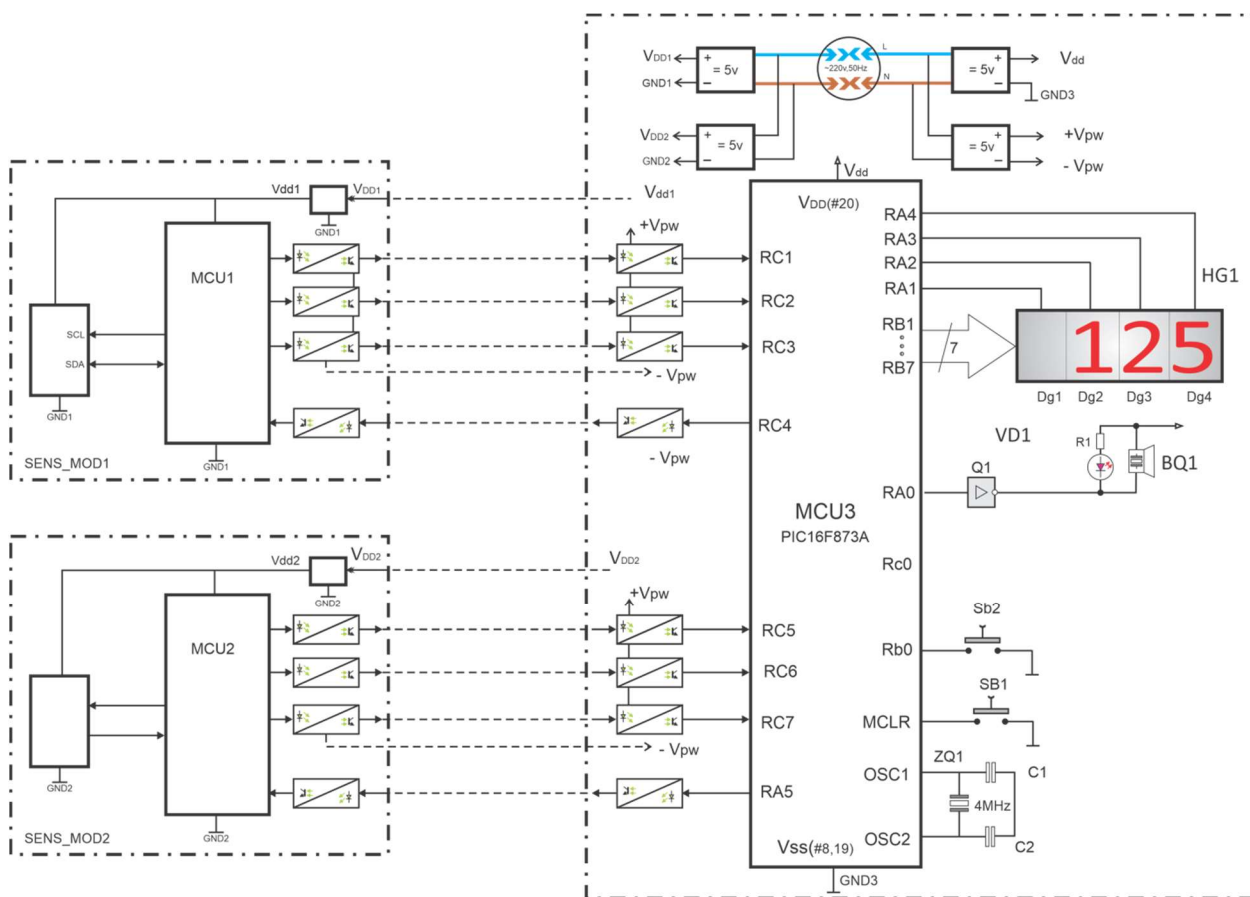 L
VDD1
+
= 5v
−
GND1
~220v,50Hz
+
= 5v
−
Vdd
N
GND3
VDD2
+
= 5v
−
GND2
+
= 5v
−
+Vpw
- Vpw
Vdd
Vdd1
VDD1
GND1
Vdd1
MCU1
SCL
SDA
GND1
GND1
SENS_MOD1
+Vpw
- Vpw
- Vpw
VDD(#20)
RC1
RC2
RC3
RC4
RA4
RA3
RA2
RA1
RB1
RB7
7
HG1
125
Dg1
Dg2
Dg3
Dg4
VD1
R1
BQ1
RA0
Q1
MCU3
PIC16F873A
Rc0
Vdd2
VDD2
GND2
VDD2
MCU2
GND2
GND2
SENS_MOD2
+Vpw
- Vpw
RC5
RC6
RC7
RA5
Rb0
Sb2
MCLR
SB1
OSC1
ZQ1
C1
4MHz
OSC2
C2
Vss(#8,19)
GND3